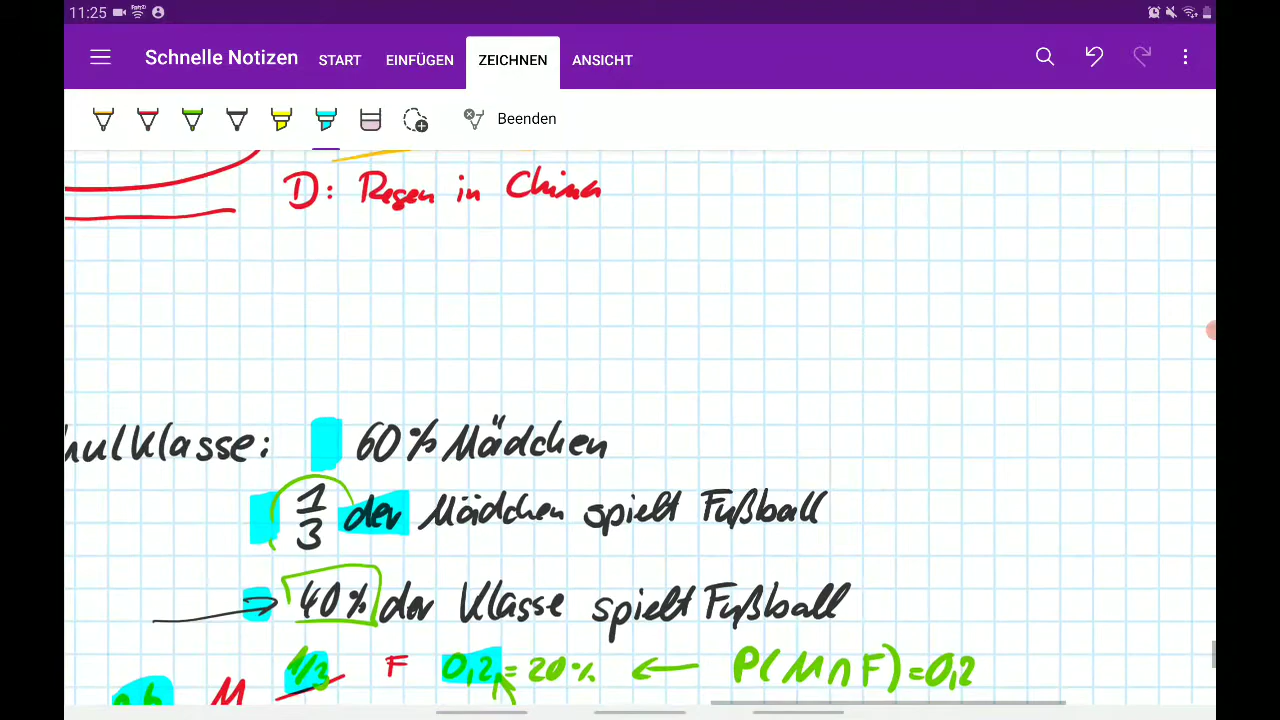 11:25
Schnelle Notizen START EINFÜGEN ZEICHNEN ANSICHT
Beenden
D: Regen in China
hulklasse: 60% Mädchen
1/3 der Mädchen spielt Fußball
40% der Klasse spielt Fußball
M 1/3 F 0,2 = 20% ← P(M∩F)=0,2